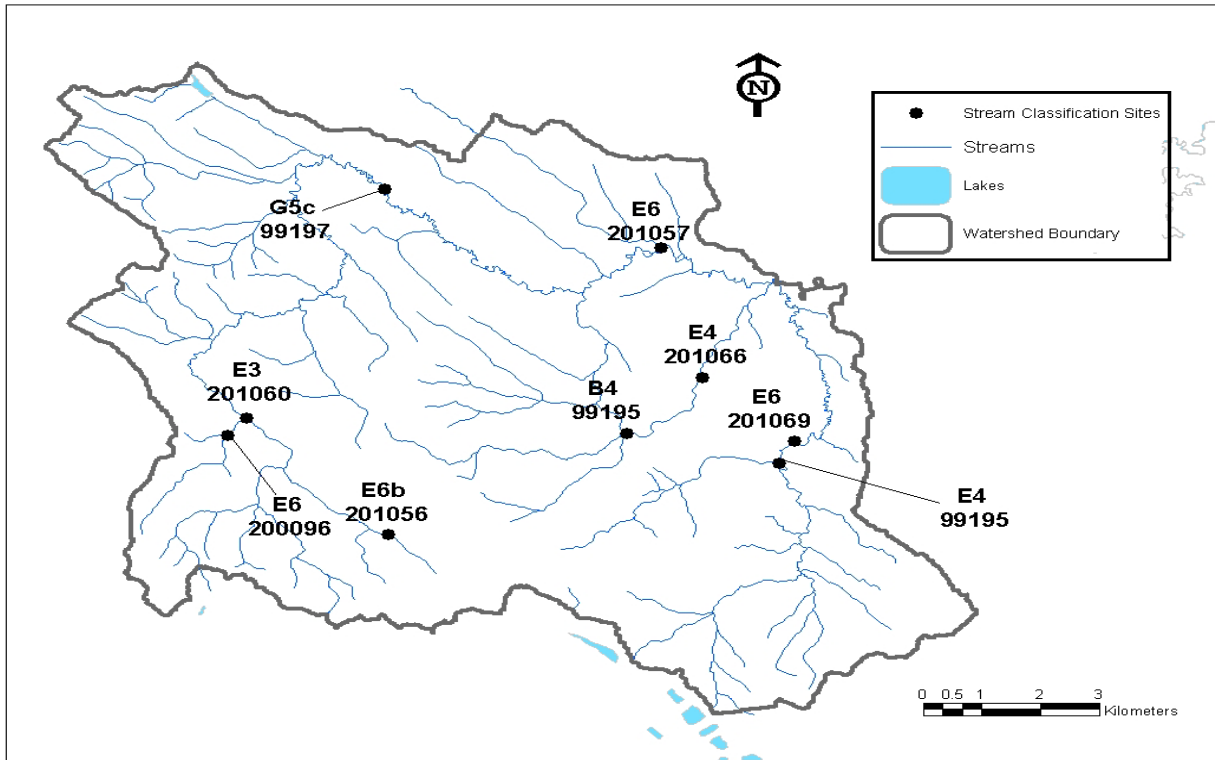 N
Stream Classification Sites
Streams
Lakes
Watershed Boundary
G5c
99197
E6
201057
E4
201066
E3
201060
B4
99195
E6
201069
E6
200096
E6b
201056
E4
99195
0 0.5 1 2 3
Kilometers